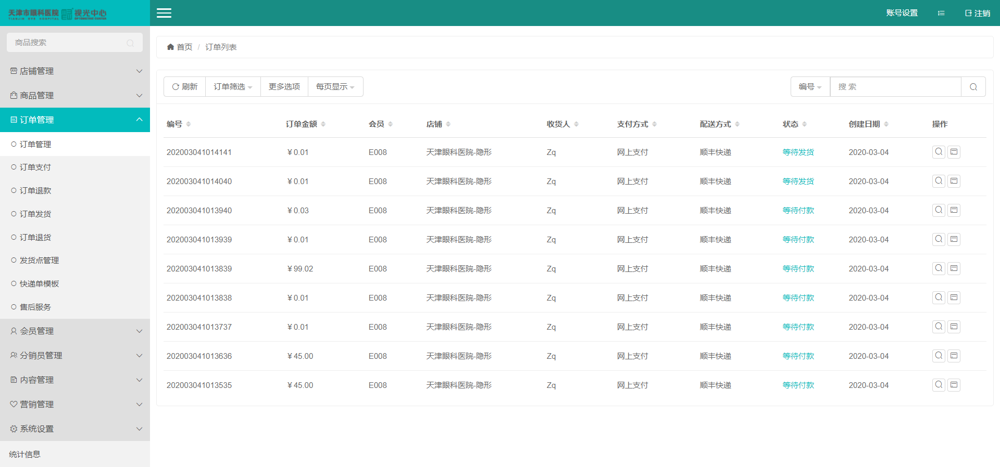 天津市眼科医院 视光中心
TIANJIN EYE HOSPITAL OPTOMETRIC CENTER
账号设置
注销
商品搜索
店铺管理
商品管理
订单管理
订单管理
订单支付
订单退款
订单发货
订单退货
发货点管理
快递单模板
售后服务
会员管理
分销员管理
内容管理
营销管理
系统设置
统计信息
首页 / 订单列表
刷新 订单筛选 更多选项 每页显示
编号 搜 索
编号 订单金额 会员 店铺 收货人 支付方式 配送方式 状态 创建日期 操作
202003041014141 ¥0.01 E008 天津眼科医院-隐形 Zq 网上支付 顺丰快递 等待发货 2020-03-04
202003041014040 ¥0.01 E008 天津眼科医院-隐形 Zq 网上支付 顺丰快递 等待发货 2020-03-04
202003041013940 ¥0.03 E008 天津眼科医院-隐形 Zq 网上支付 顺丰快递 等待付款 2020-03-04
202003041013939 ¥0.01 E008 天津眼科医院-隐形 Zq 网上支付 顺丰快递 等待付款 2020-03-04
202003041013839 ¥99.02 E008 天津眼科医院-隐形 Zq 网上支付 顺丰快递 等待付款 2020-03-04
202003041013838 ¥0.01 E008 天津眼科医院-隐形 Zq 网上支付 顺丰快递 等待付款 2020-03-04
202003041013737 ¥0.01 E008 天津眼科医院-隐形 Zq 网上支付 顺丰快递 等待付款 2020-03-04
202003041013636 ¥45.00 E008 天津眼科医院-隐形 Zq 网上支付 顺丰快递 等待付款 2020-03-04
202003041013535 ¥45.00 E008 天津眼科医院-隐形 Zq 网上支付 顺丰快递 等待付款 2020-03-04